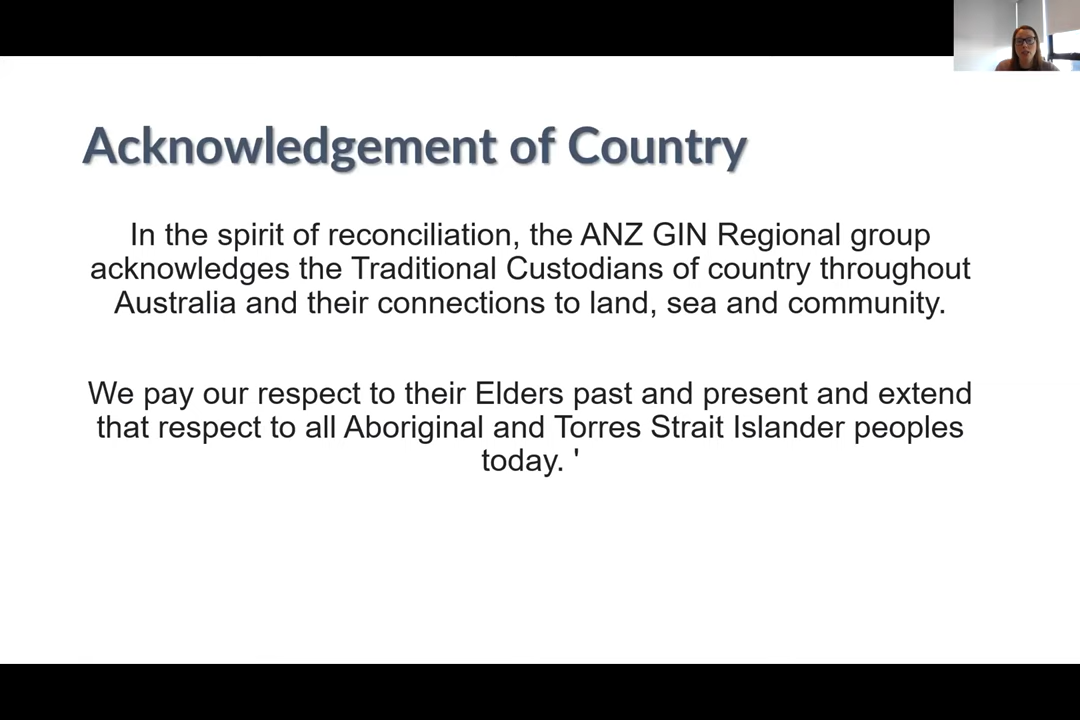 Acknowledgement of Country
In the spirit of reconciliation, the ANZ GIN Regional group
acknowledges the Traditional Custodians of country throughout
Australia and their connections to land, sea and community.
We pay our respect to their Elders past and present and extend
that respect to all Aboriginal and Torres Strait Islander peoples
today. '